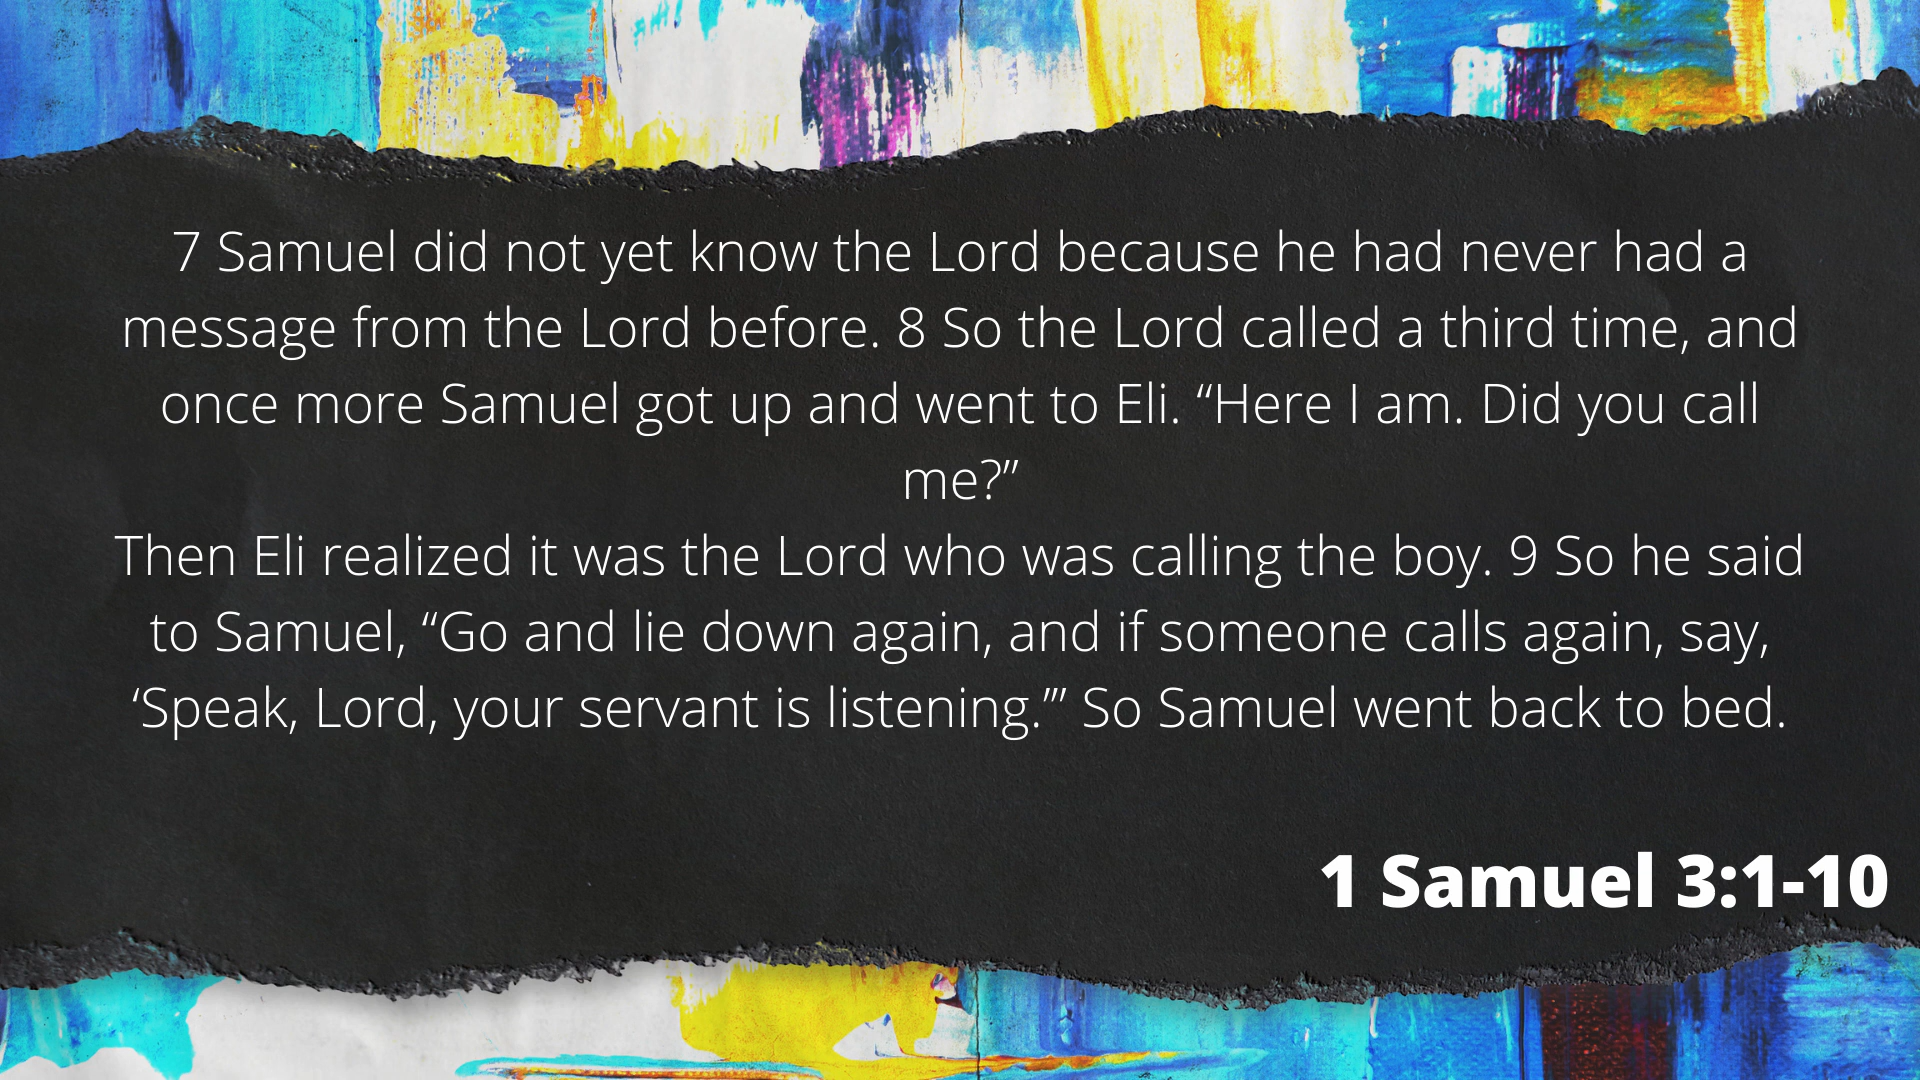 7 Samuel did not yet know the Lord because he had never had a
message from the Lord before. 8 So the Lord called a third time, and
once more Samuel got up and went to Eli. “Here I am. Did you call
me?”
Then Eli realized it was the Lord who was calling the boy. 9 So he said
to Samuel, “Go and lie down again, and if someone calls again, say,
‘Speak, Lord, your servant is listening.’” So Samuel went back to bed.
1 Samuel 3:1-10